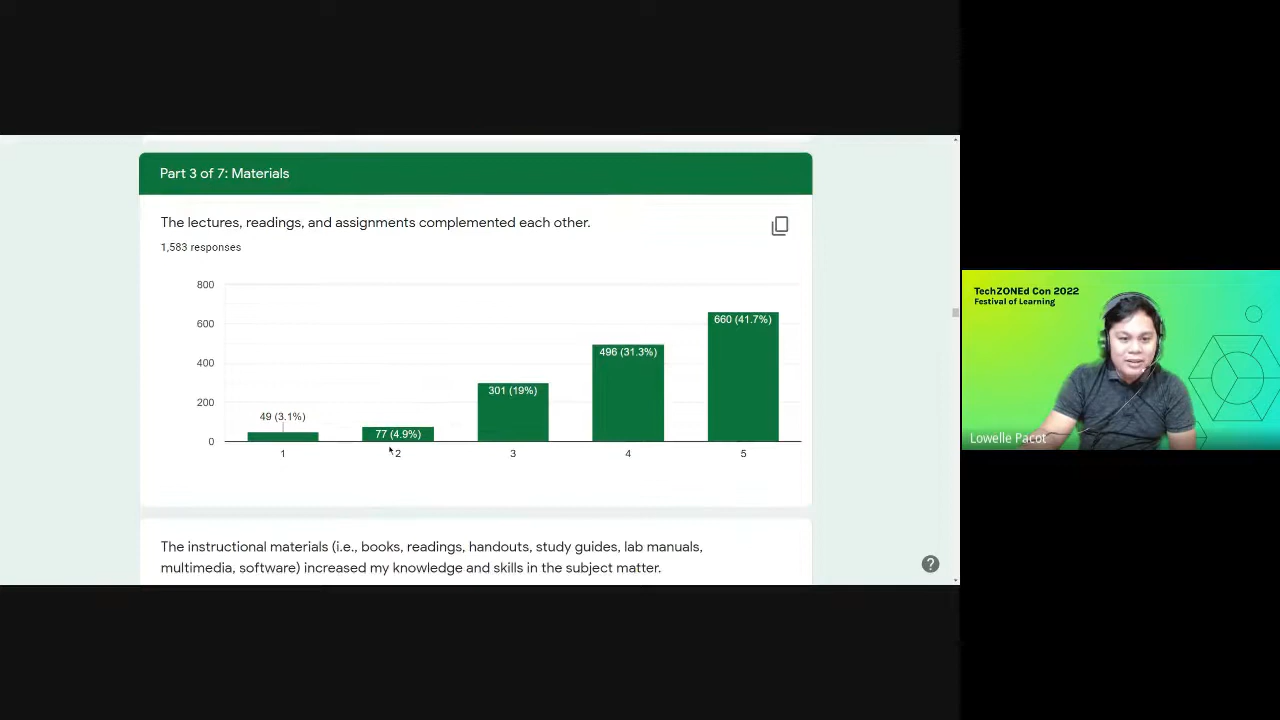 Part 3 of 7: Materials
The lectures, readings, and assignments complemented each other.
1,583 responses
800
600
400
200
0
49 (3.1%)
77 (4.9%)
301 (19%)
496 (31.3%)
660 (41.7%)
1
2
3
4
5
The instructional materials (i.e., books, readings, handouts, study guides, lab manuals,
multimedia, software) increased my knowledge and skills in the subject matter.
?
TechZONEd Con 2022
Festival of Learning
Lowelle Pacot